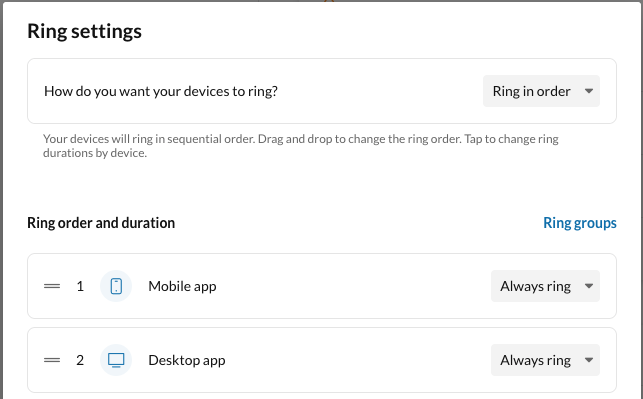 Ring settings
How do you want your devices to ring?
Ring in order
Your devices will ring in sequential order. Drag and drop to change the ring order. Tap to change ring
durations by device.
Ring order and duration
Ring groups
1 Mobile app Always ring
2 Desktop app Always ring